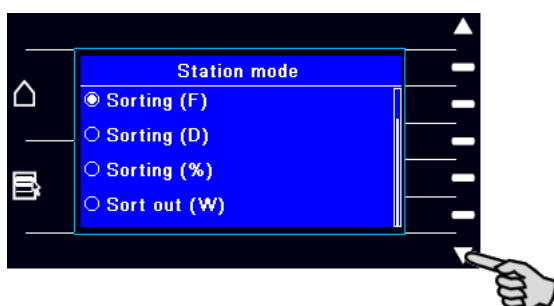 Station mode
Sorting (F)
Sorting (D)
Sorting (%)
Sort out (W)